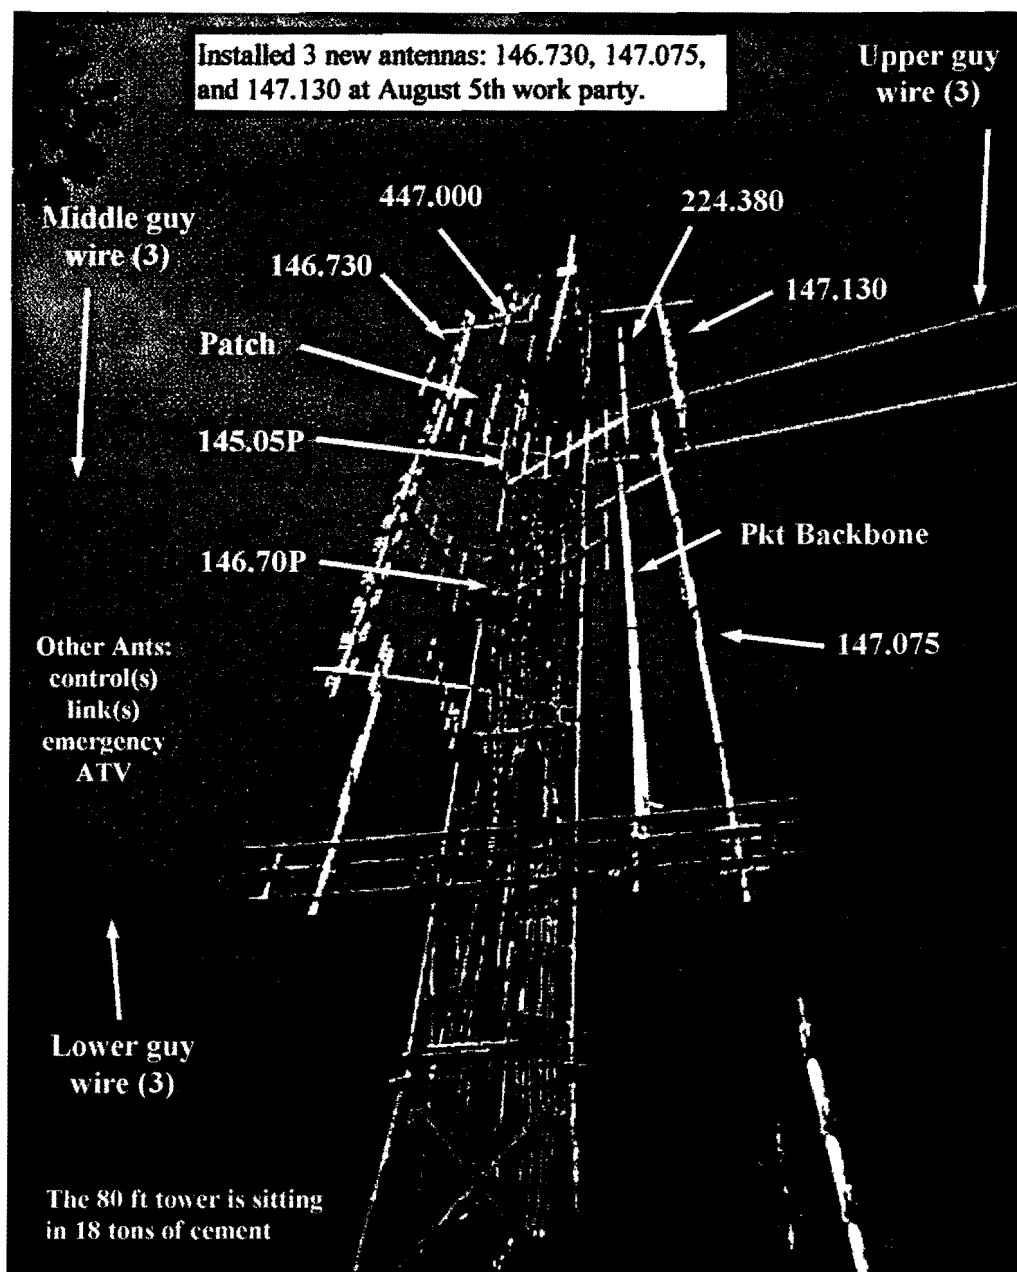 Installed 3 new antennas: 146.730, 147.075,
and 147.130 at August 5th work party.
Upper guy
wire (3)
447.000
224.380
Middle guy
wire (3)
146.730
147.130
Patch
145.05P
Pkt Backbone
146.70P
147.075
Other Ants:
control(s)
link(s)
emergency
ATV
Lower guy
wire (3)
The 80 ft tower is sitting
in 18 tons of cement